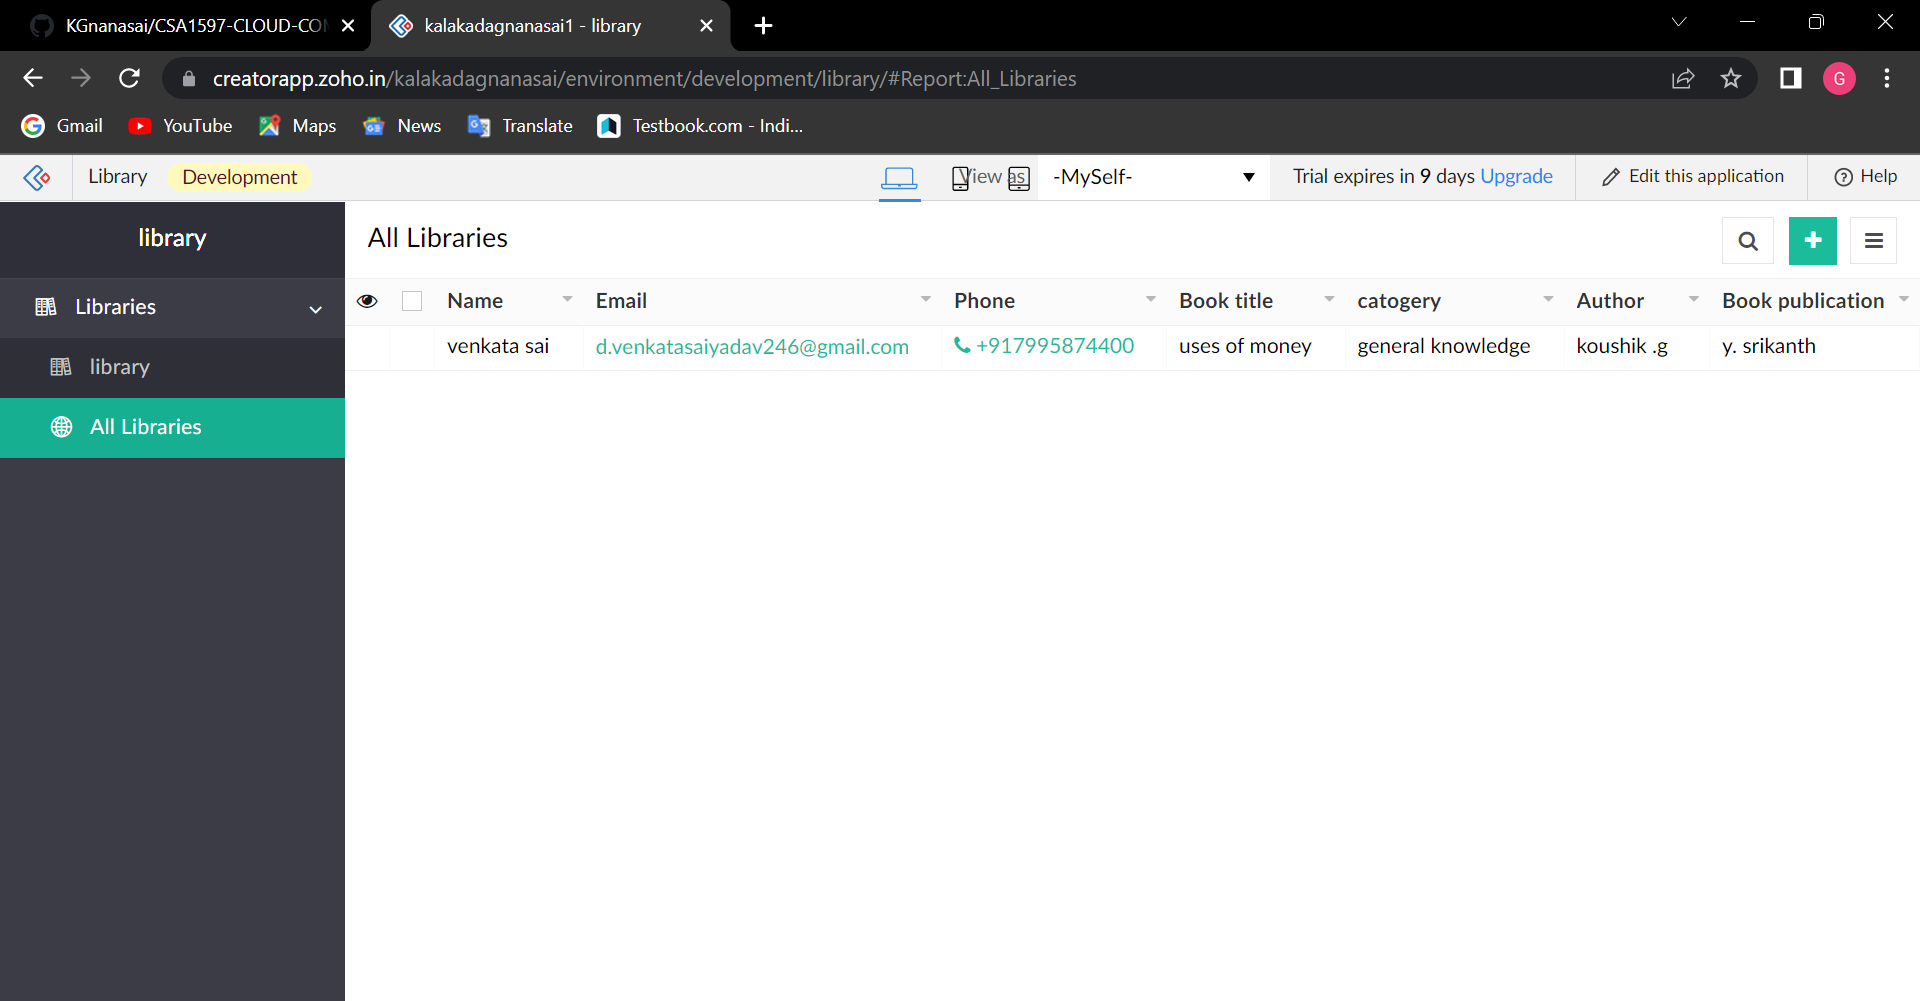 KGnanasai/CSA1597-CLOUD-CO
kalakadagnanasai1 - library
creatorapp.zoho.in/kalakadagnanasai/environment/development/library/#Report:All_Libraries
G
Gmail
YouTube
Maps
News
Translate
Testbook.com - Indi...
Library
Development
View as
-MySelf-
Trial expires in 9 days Upgrade
Edit this application
Help
library
Libraries
library
All Libraries
All Libraries
Name Email Phone Book title catogery Author Book publication
venkata sai d.venkatasaiyadav246@gmail.com +917995874400 uses of money general knowledge koushik .g y. srikanth